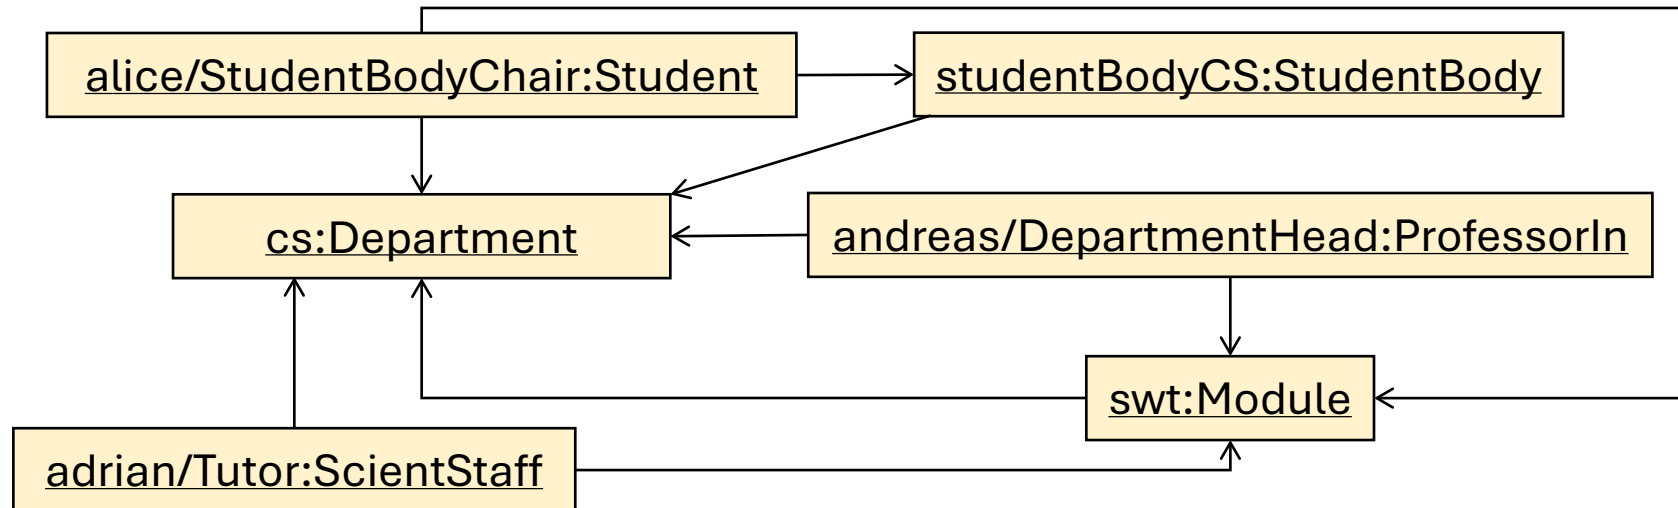 alice/StudentBodyChair:Student
studentBodyCS:StudentBody
cs:Department
andreas/DepartmentHead:ProfessorIn
swt:Module
adrian/Tutor:ScientStaff